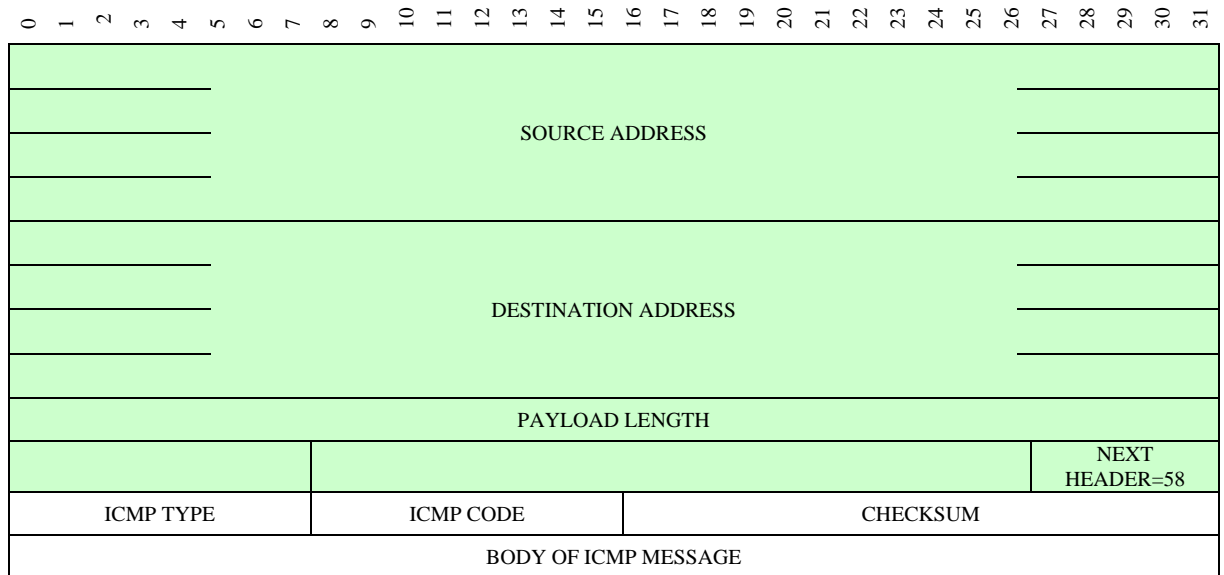 0 1 2 3 4 5 6 7 8 9 10 11 12 13 14 15 16 17 18 19 20 21 22 23 24 25 26 27 28 29 30 31
SOURCE ADDRESS
DESTINATION ADDRESS
PAYLOAD LENGTH
NEXT
HEADER=58
ICMP TYPE ICMP CODE CHECKSUM
BODY OF ICMP MESSAGE